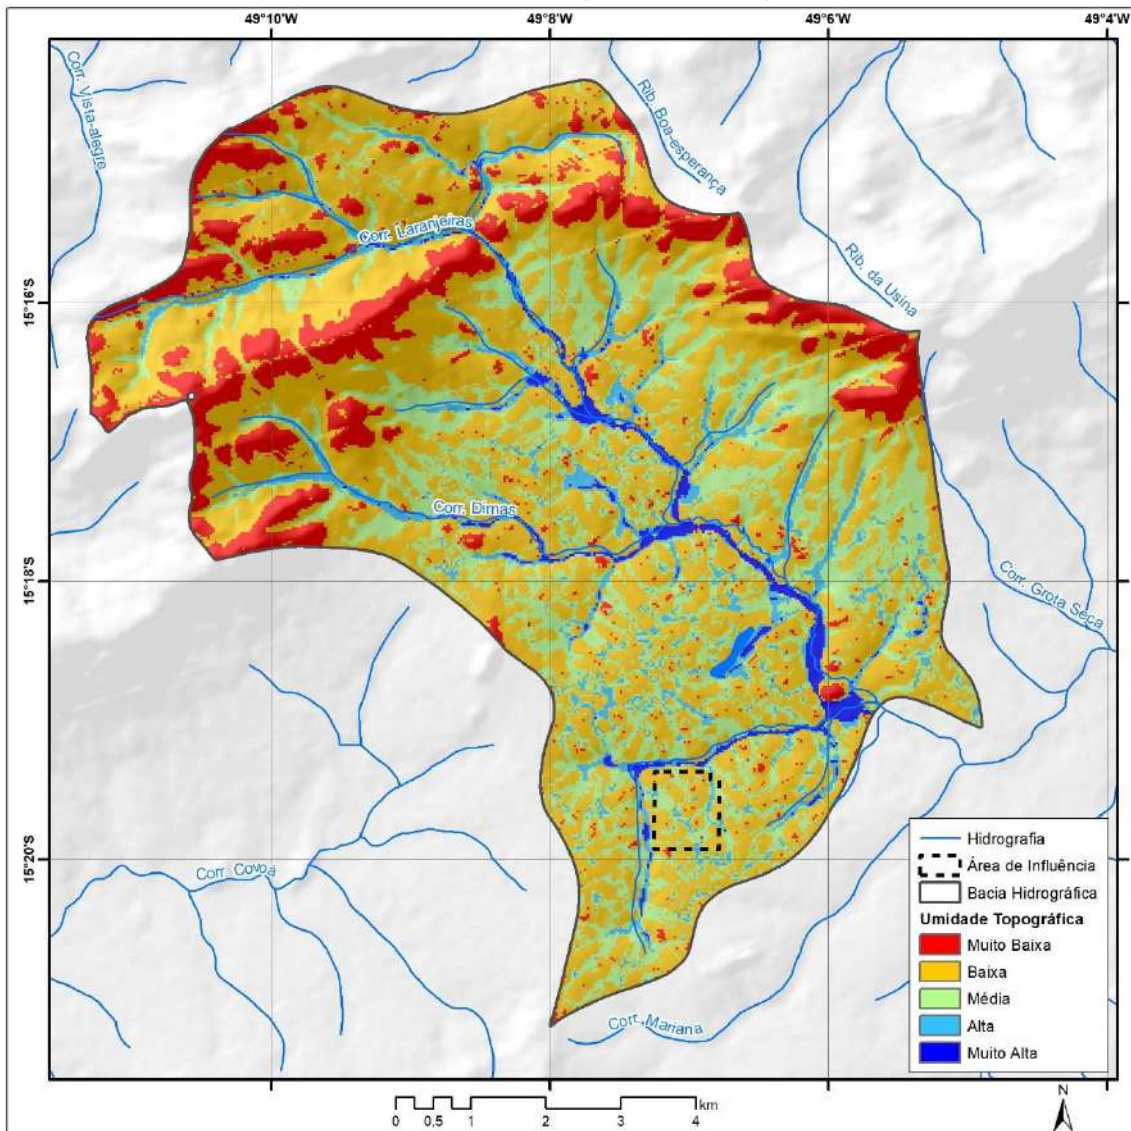 49°10'W 49°8'W 49°6'W 49°4'W
Corr. Vista-alegre
Rib. Boa-esperança
Corr. Laranjeiras
Rib. da Usina
15°16'S
Corr. Dimas
15°18'S
Corr. Grota Seca
15°20'S
Corr. Covoá
Corr. Mariana
Hidrografia
Área de Influência
Bacia Hidrográfica
Umidade Topográfica
Muito Baixa
Baixa
Média
Alta
Muito Alta
N
km
0 0,5 1 2 3 4